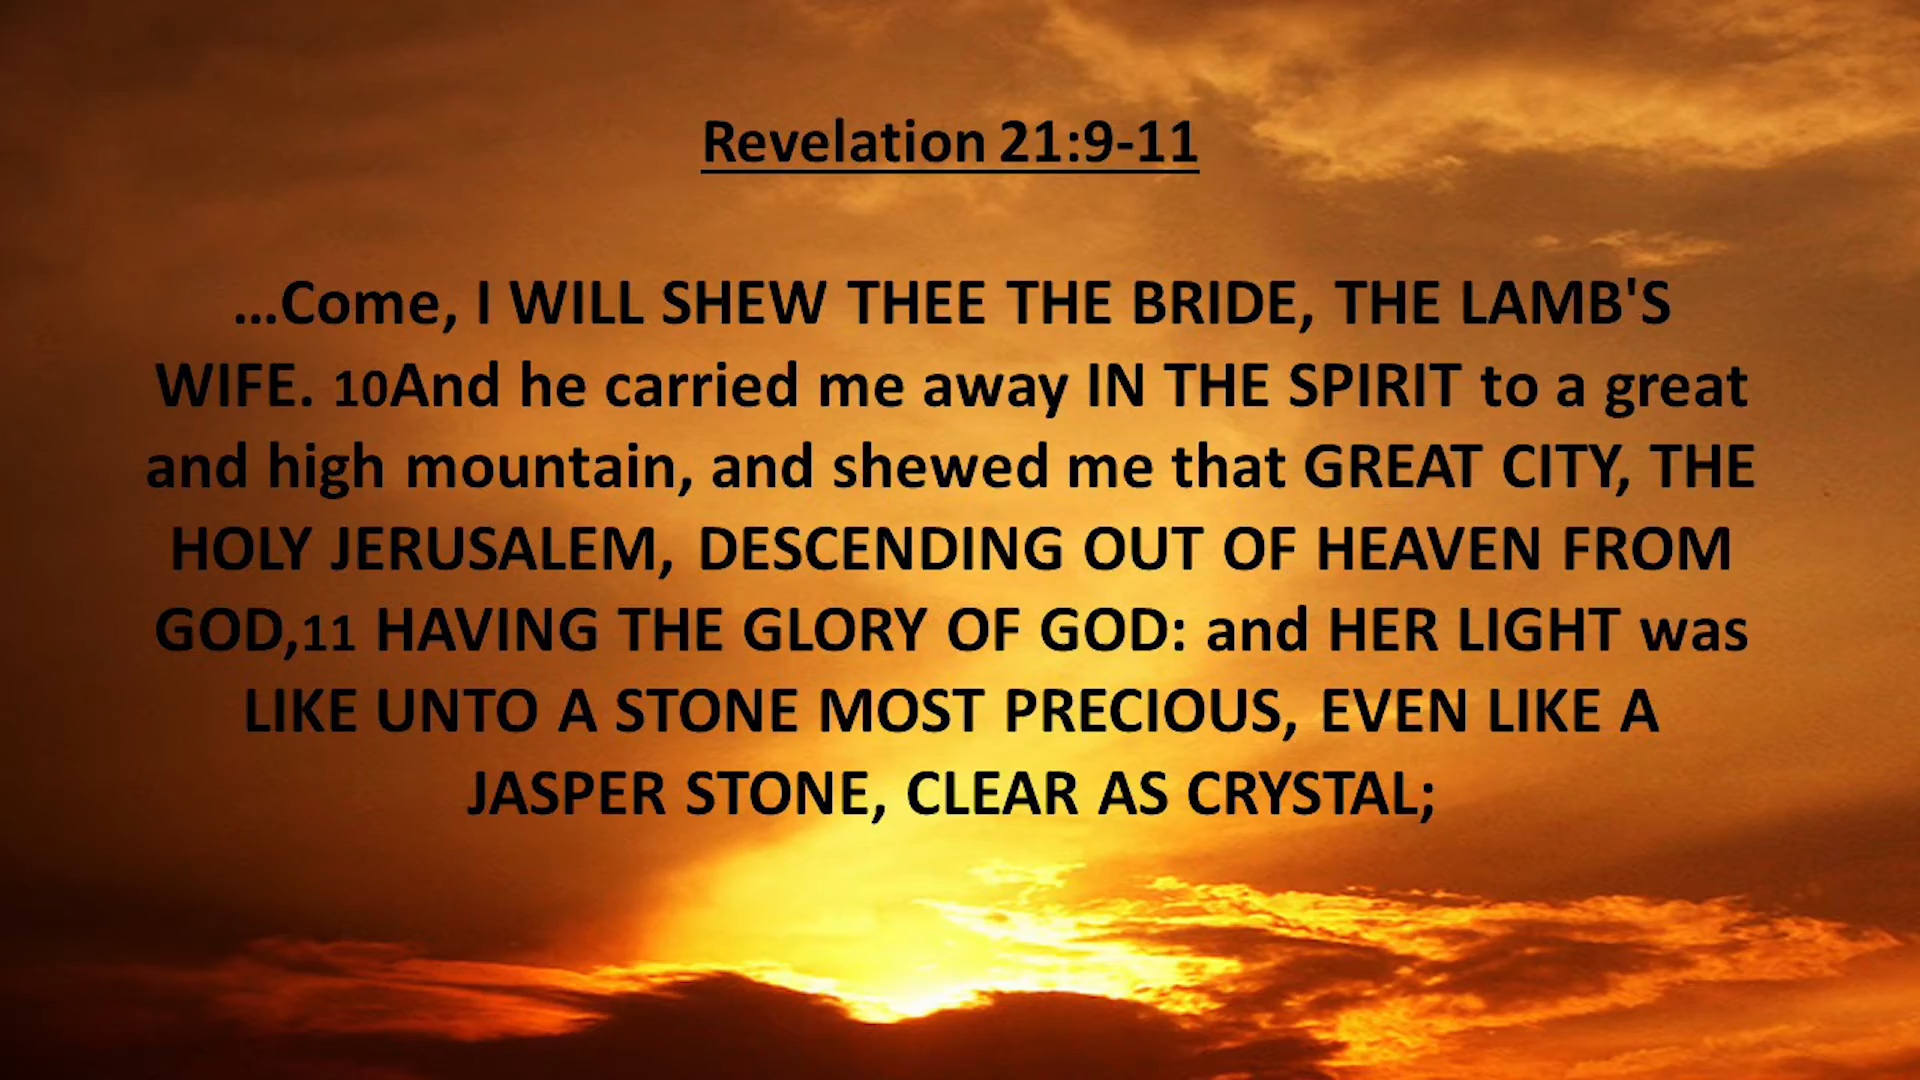 Revelation 21:9-11
…Come, I WILL SHEW THEE THE BRIDE, THE LAMB'S
WIFE. 10And he carried me away IN THE SPIRIT to a great
and high mountain, and shewed me that GREAT CITY, THE
HOLY JERUSALEM, DESCENDING OUT OF HEAVEN FROM
GOD,11 HAVING THE GLORY OF GOD: and HER LIGHT was
LIKE UNTO A STONE MOST PRECIOUS, EVEN LIKE A
JASPER STONE, CLEAR AS CRYSTAL;